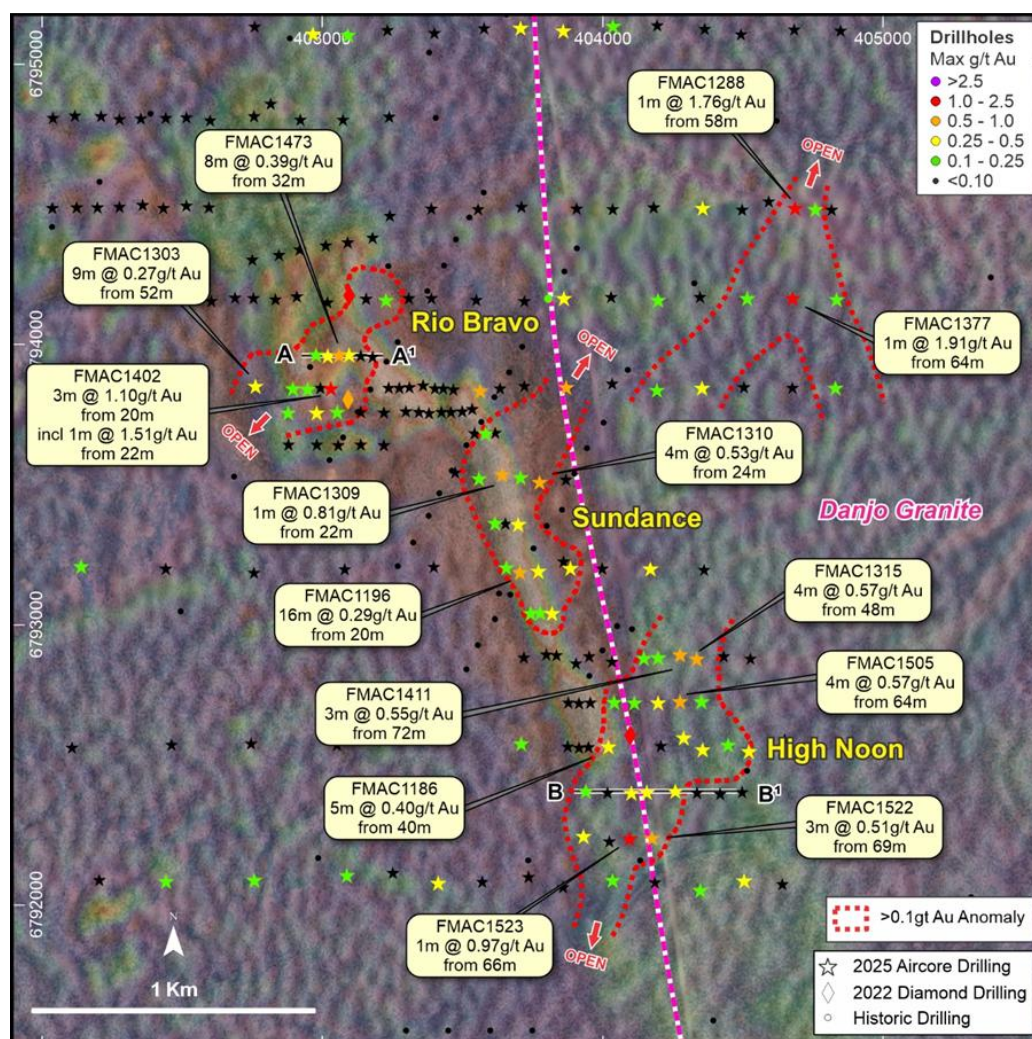 403000
404000
405000
6795000
6794000
6793000
6792000
Drillholes
Max g/t Au
>2.5
1.0 - 2.5
0.5 - 1.0
0.25 - 0.5
0.1 - 0.25
<0.10
FMAC1288
1m @ 1.76g/t Au
from 58m
OPEN
FMAC1473
8m @ 0.39g/t Au
from 32m
FMAC1303
9m @ 0.27g/t Au
from 52m
Rio Bravo
A
A¹
FMAC1377
1m @ 1.91g/t Au
from 64m
OPEN
FMAC1402
3m @ 1.10g/t Au
from 20m
incl 1m @ 1.51g/t Au
from 22m
OPEN
FMAC1310
4m @ 0.53g/t Au
from 24m
FMAC1309
1m @ 0.81g/t Au
from 22m
Sundance
Danjo Granite
FMAC1196
16m @ 0.29g/t Au
from 20m
FMAC1315
4m @ 0.57g/t Au
from 48m
FMAC1411
3m @ 0.55g/t Au
from 72m
FMAC1505
4m @ 0.57g/t Au
from 64m
High Noon
FMAC1186
5m @ 0.40g/t Au
from 40m
B
B¹
FMAC1522
3m @ 0.51g/t Au
from 69m
FMAC1523
1m @ 0.97g/t Au
from 66m
OPEN
N
1 Km
>0.1gt Au Anomaly
2025 Aircore Drilling
2022 Diamond Drilling
Historic Drilling